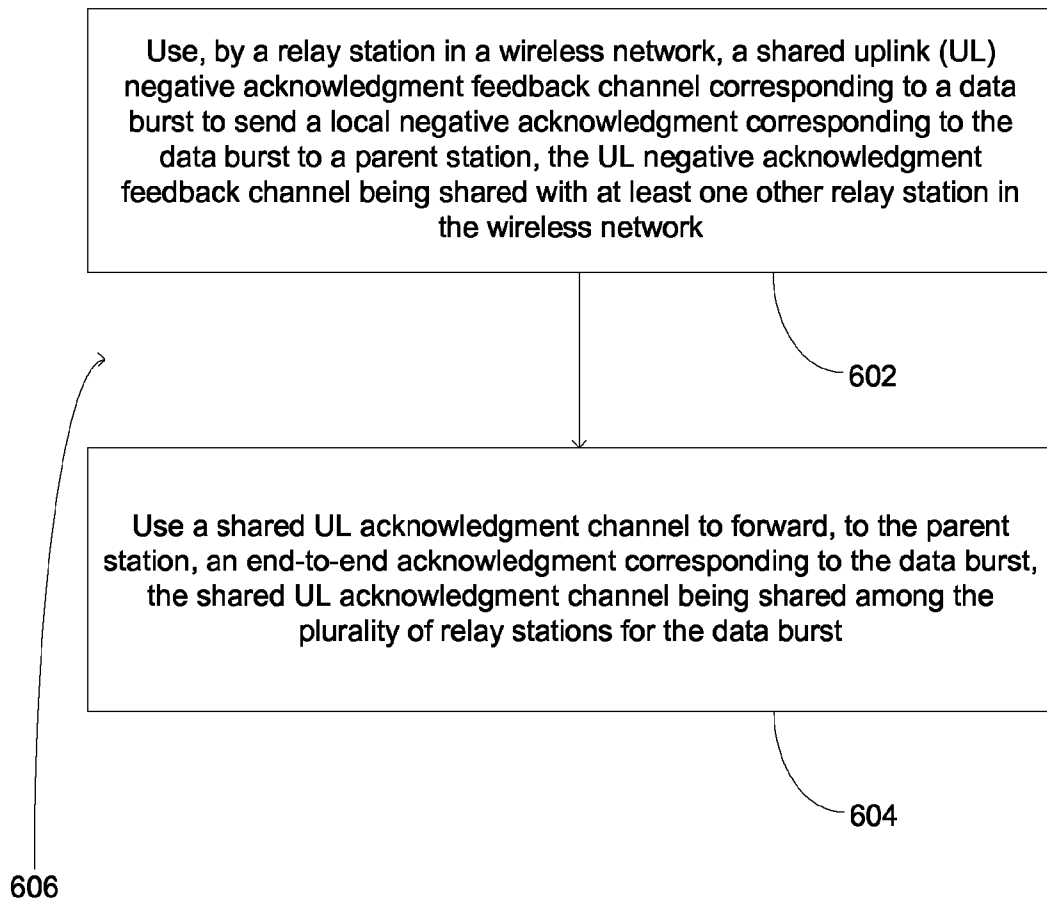 Use, by a relay station in a wireless network, a shared uplink (UL)
negative acknowledgment feedback channel corresponding to a data
burst to send a local negative acknowledgment corresponding to the
data burst to a parent station, the UL negative acknowledgment
feedback channel being shared with at least one other relay station in
the wireless network
602
Use a shared UL acknowledgment channel to forward, to the parent
station, an end-to-end acknowledgment corresponding to the data burst,
the shared UL acknowledgment channel being shared among the
plurality of relay stations for the data burst
604
606